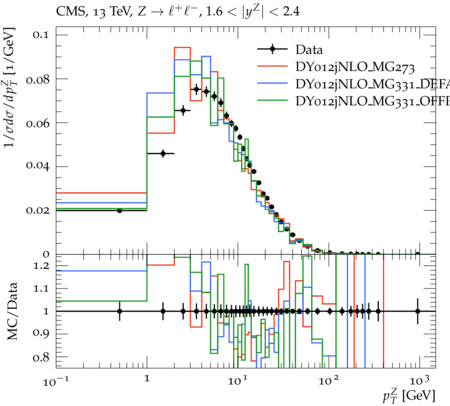 CMS, 13 TeV, Z → ℓ⁺ℓ⁻, 1.6 < |y^Z| < 2.4
1/σdσ/dp_T^Z [1/GeV]
0.1
0.08
0.06
0.04
0.02
0
Data
DY012jNLO_MG273
DY012jNLO_MG331_DEFA
DY012jNLO_MG331_OFFF
MC/Data
1.2
1.1
1
0.9
0.8
10⁻¹ 1 10¹ 10² 10³
p_T^Z [GeV]